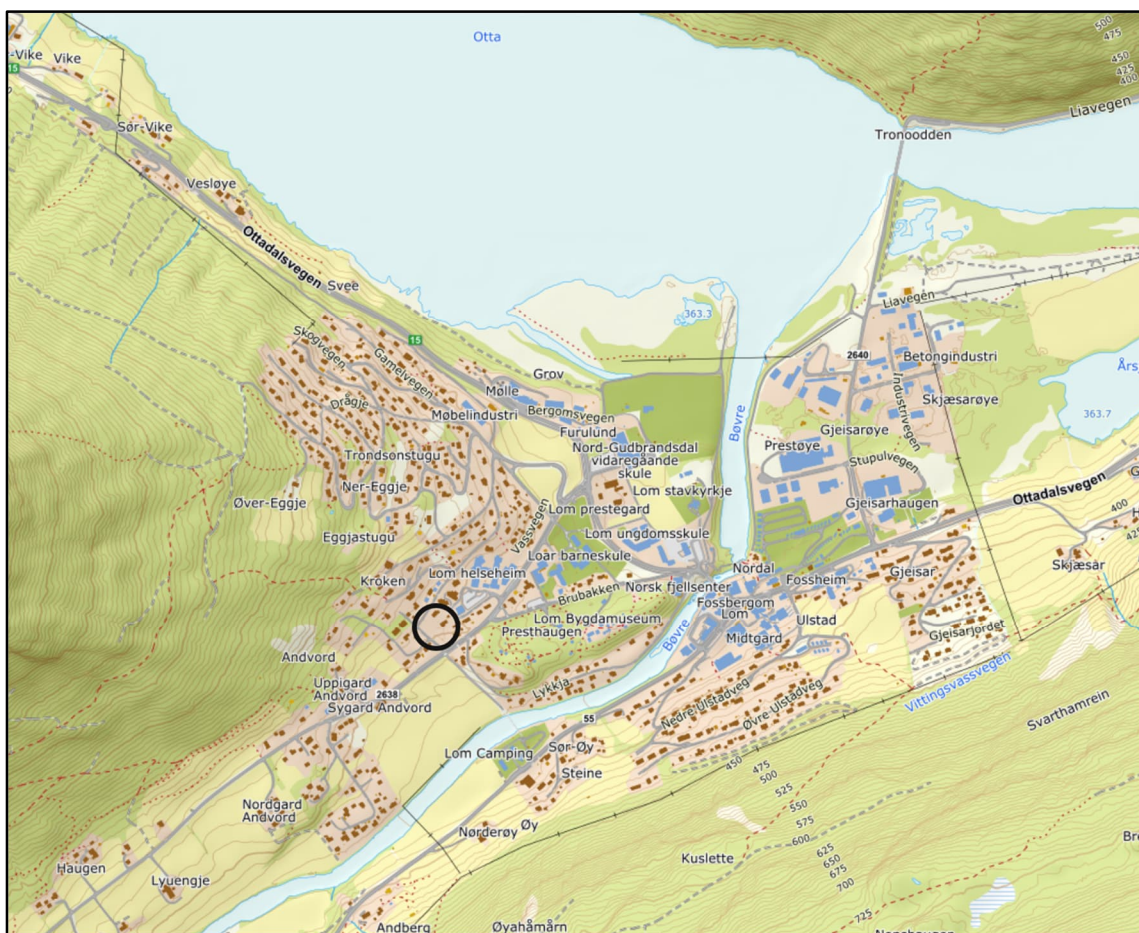 500
475
450
425
400
Otta
-Vike
Vike
15
Liavegen
Tronoodden
Sør-Vike
Vesløye
Ottadalsvegen
Svee
Liavegen
363.3
15
2640
Skogvegen
Gamelvegen
Grov
Betongindustri
Årsj
Mølle
Drågje
Bergomsvegen
Industrivegen
Skjæsarøye
363.7
Møbelindustri
Furulund
Bøvre
Gjeisarøye
Nord-Gudbrandsdal
vidaregåande
skule
Prestøye
Trondsonstugu
Stupulvegen
Ner-Eggje
Lom stavkyrkje
Øver-Eggje
Lom prestegard
Gjeisarhaugen
Ottadalsvegen
G
400
H
425
Vassvegen
Eggjastugu
Lom ungdomsskule
Loar barneskule
Nordal
Skjæsar
Kroken
Lom helseheim
Gjeisar
Norsk fjellsenter
Fossheim
Brubakken
Fossbergom
Lom
Lom Bygdamuseum
Ulstad
Presthaugen
Midtgard
Gjeisarjordet
Bøvre
Andvord
Vittingsvassvegen
Uppigard
Andvord
2638
Lykkja
Nedre Ulstadveg
Øvre Ulstadveg
Sygard Andvord
55
Svarthamrein
Lom Camping
Sør-Øy
Steine
450
475
500
525
550
575
600
625
650
675
700
725
Nordgard
Andvord
Nørderøy
Øy
Bre
Kuslette
Haugen
Lyuengje
Andberg
Øyahåmårn